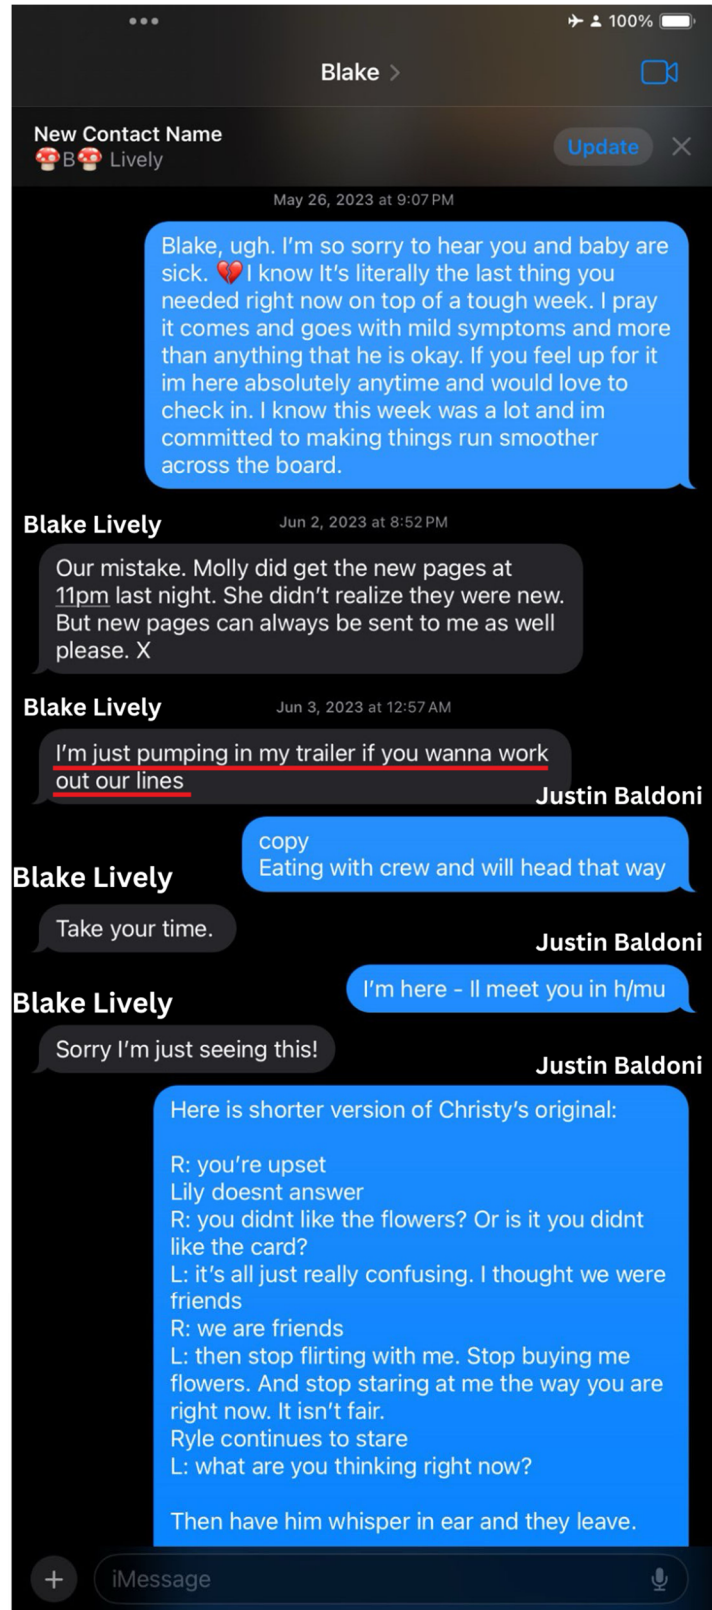 100%
Blake
New Contact Name
🍄B🍄 Lively
Update
May 26, 2023 at 9:07 PM
Blake, ugh. I'm so sorry to hear you and baby are
sick. 💔 I know It's literally the last thing you
needed right now on top of a tough week. I pray
it comes and goes with mild symptoms and more
than anything that he is okay. If you feel up for it
im here absolutely anytime and would love to
check in. I know this week was a lot and im
committed to making things run smoother
across the board.
Blake Lively
Jun 2, 2023 at 8:52 PM
Our mistake. Molly did get the new pages at
11pm last night. She didn't realize they were new.
But new pages can always be sent to me as well
please. X
Blake Lively
Jun 3, 2023 at 12:57 AM
I'm just pumping in my trailer if you wanna work
out our lines
Justin Baldoni
copy
Eating with crew and will head that way
Blake Lively
Take your time.
Justin Baldoni
I'm here - ll meet you in h/mu
Blake Lively
Sorry I'm just seeing this!
Justin Baldoni
Here is shorter version of Christy's original:
R: you're upset
Lily doesnt answer
R: you didnt like the flowers? Or is it you didnt
like the card?
L: it's all just really confusing. I thought we were
friends
R: we are friends
L: then stop flirting with me. Stop buying me
flowers. And stop staring at me the way you are
right now. It isn't fair.
Ryle continues to stare
L: what are you thinking right now?
Then have him whisper in ear and they leave.
iMessage